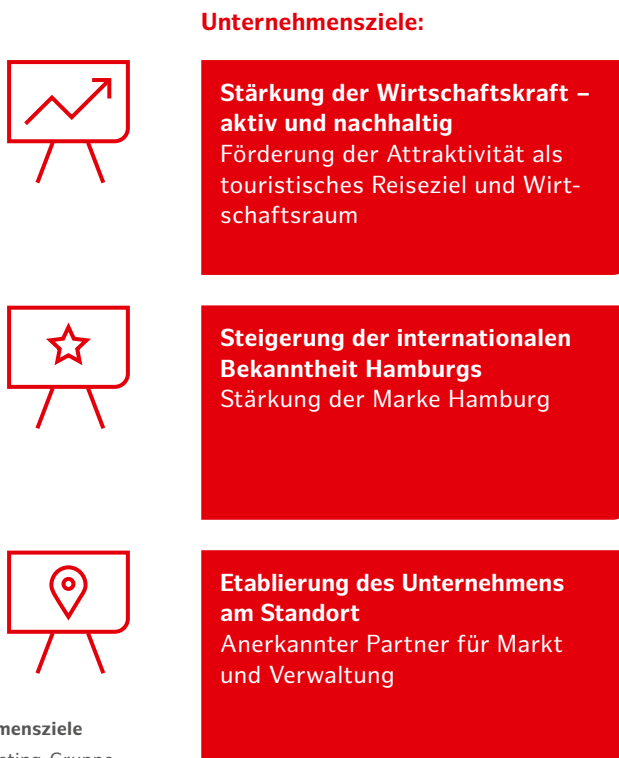 Unternehmensziele:
Stärkung der Wirtschaftskraft –
aktiv und nachhaltig
Förderung der Attraktivität als
touristisches Reiseziel und Wirt-
schaftsraum
Steigerung der internationalen
Bekanntheit Hamburgs
Stärkung der Marke Hamburg
Etablierung des Unternehmens
am Standort
Anerkannter Partner für Markt
und Verwaltung
mensziele